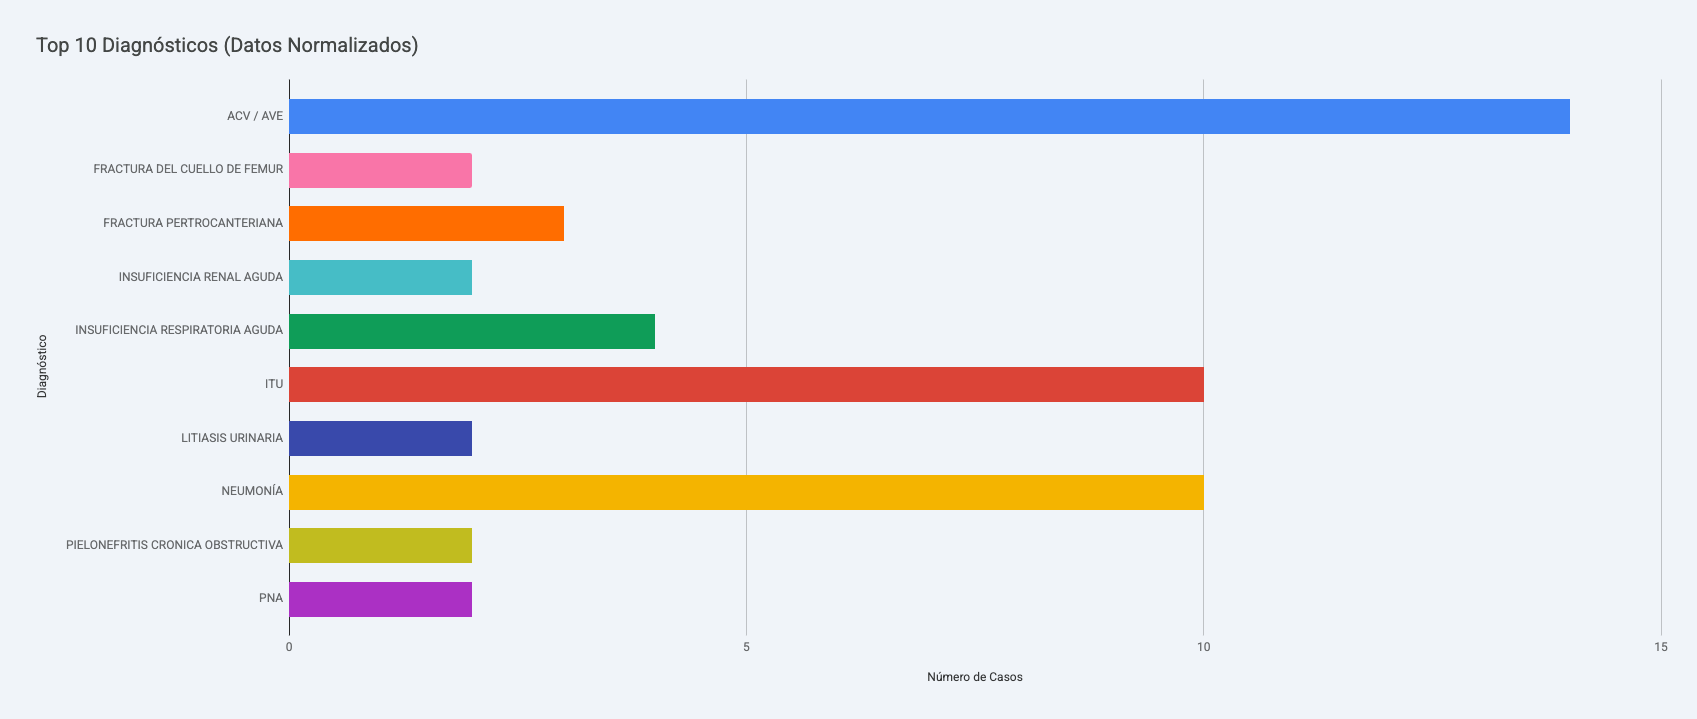 Top 10 Diagnósticos (Datos Normalizados)
Diagnóstico
ACV / AVE
FRACTURA DEL CUELLO DE FEMUR
FRACTURA PERTROCANTERIANA
INSUFICIENCIA RENAL AGUDA
INSUFICIENCIA RESPIRATORIA AGUDA
ITU
LITIASIS URINARIA
NEUMONÍA
PIELONEFRITIS CRONICA OBSTRUCTIVA
PNA
0 5 10 15
Número de Casos